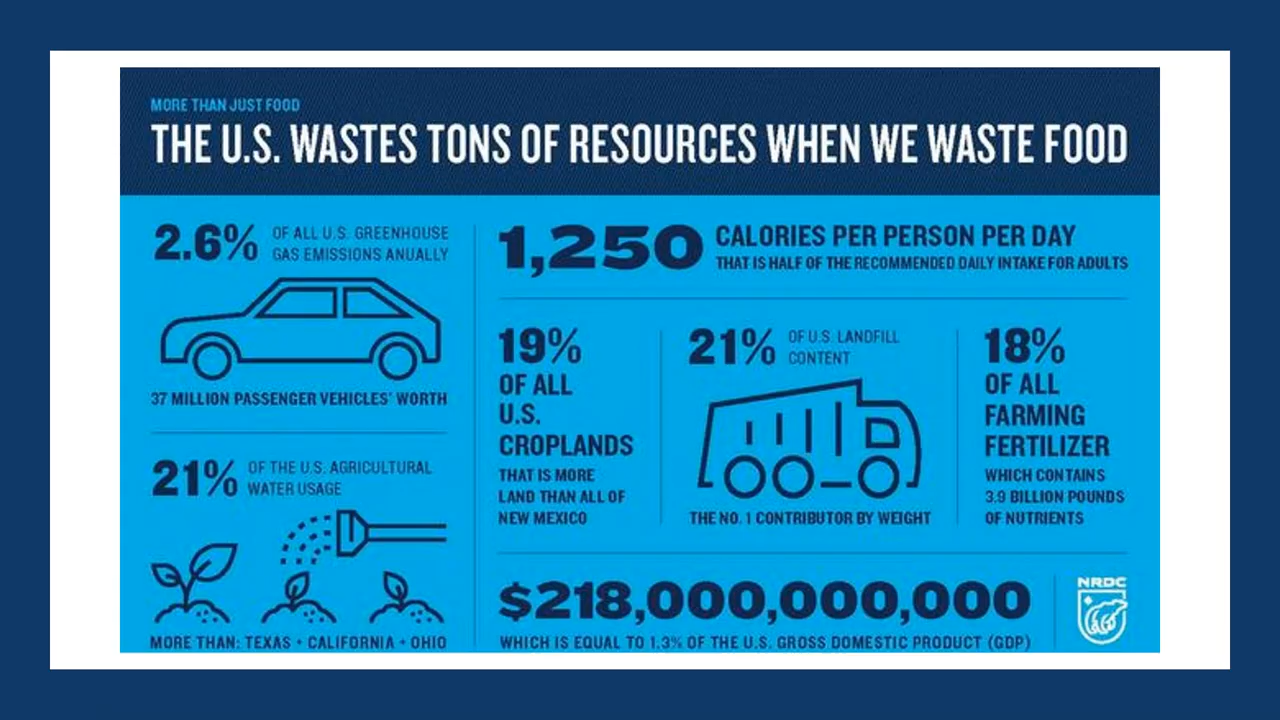 MORE THAN JUST FOOD
THE U.S. WASTES TONS OF RESOURCES WHEN WE WASTE FOOD
2.6%
OF ALL U.S. GREENHOUSE
GAS EMISSIONS ANUALLY
37 MILLION PASSENGER VEHICLES' WORTH
21%
OF THE U.S. AGRICULTURAL
WATER USAGE
MORE THAN: TEXAS + CALIFORNIA + OHIO
1,250
CALORIES PER PERSON PER DAY
THAT IS HALF OF THE RECOMMENDED DAILY INTAKE FOR ADULTS
19%
OF ALL
U.S.
CROPLANDS
THAT IS MORE
LAND THAN ALL OF
NEW MEXICO
21%
OF U.S. LANDFILL
CONTENT
THE NO. 1 CONTRIBUTOR BY WEIGHT
18%
OF ALL
FARMING
FERTILIZER
WHICH CONTAINS
3.9 BILLION POUNDS
OF NUTRIENTS
$218,000,000,000
WHICH IS EQUAL TO 1.3% OF THE U.S. GROSS DOMESTIC PRODUCT (GDP)
NRDC